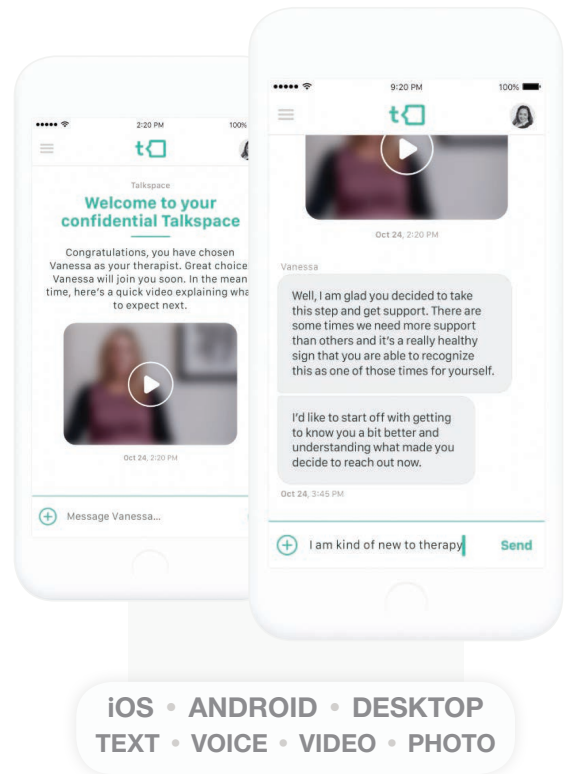 2:20 PM
100%
t
Talkspace
Welcome to your
confidential Talkspace
Congratulations, you have chosen
Vanessa as your therapist. Great choice
Vanessa will join you soon. In the mean
time, here's a quick video explaining wha
to expect next.
Oct 24, 2:20 PM
Message Vanessa...
9:20 PM
100%
t
Oct 24, 2:20 PM
Vanessa
Well, I am glad you decided to take
this step and get support. There are
some times we need more support
than others and it's a really healthy
sign that you are able to recognize
this as one of those times for yourself.
I'd like to start off with getting
to know you a bit better and
understanding what made you
decide to reach out now.
Oct 24, 3:45 PM
I am kind of new to therapy
Send
iOS • ANDROID • DESKTOP
TEXT • VOICE • VIDEO • PHOTO